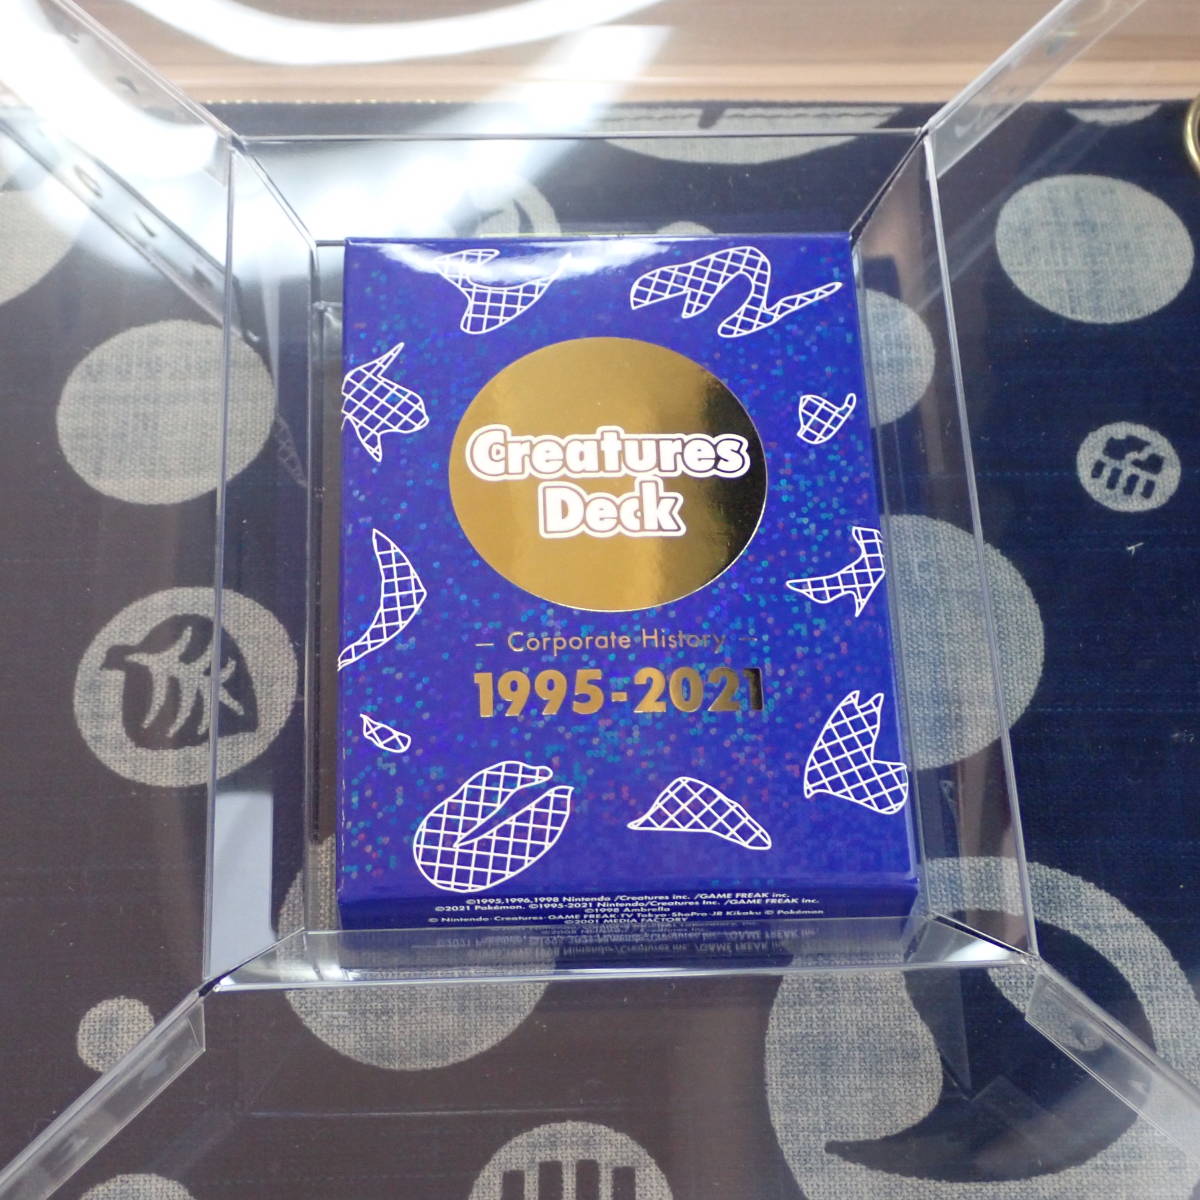 Creatures
Deck
– Corporate History –
1995-2021
©1995,1996,1998 Nintendo /Creatures inc. /GAME FREAK inc.
©2021 Pokémon. ©1995-2021 Nintendo/Creatures Inc. /GAME FREAK inc.
©1998 Ambrella
© Nintendo·Creatures·GAME FREAK·TV Tokyo·ShoPro·JR Kikaku © Pokémon
©2001 MEDIA FACTORY